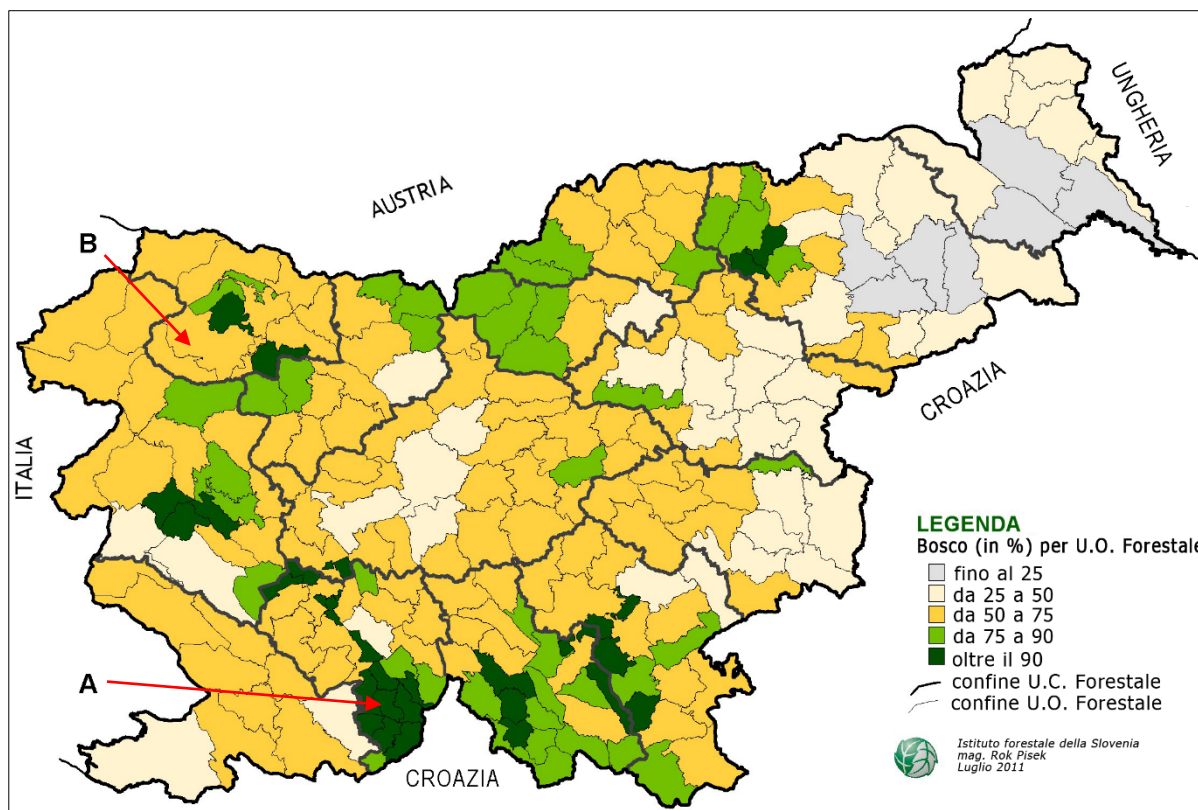 UNGHERIA
AUSTRIA
B
CROAZIA
ITALIA
LEGENDA
Bosco (in %) per U.O. Forestale
fino al 25
da 25 a 50
da 50 a 75
da 75 a 90
oltre il 90
confine U.C. Forestale
confine U.O. Forestale
A
CROAZIA
Istituto forestale della Slovenia
mag. Rok Pisek
Luglio 2011